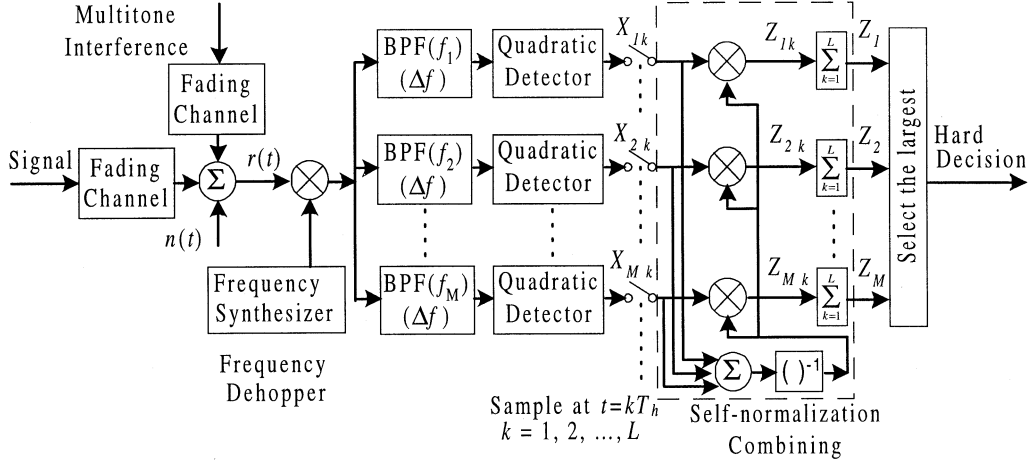 Multitone
Interference
Fading
Channel
Signal
Fading
Channel
Σ
r(t)
n(t)
Frequency
Synthesizer
Frequency
Dehopper
BPF(f1)
(Δf)
Quadratic
Detector
X1k
Z1k
L
Σ
k=1
Z1
BPF(f2)
(Δf)
Quadratic
Detector
X2k
Z2k
L
Σ
k=1
Z2
BPF(fM)
(Δf)
Quadratic
Detector
XMk
ZMk
L
Σ
k=1
ZM
Σ
( )-1
Select the largest
Hard
Decision
Sample at t=kTh
k = 1, 2, ..., L
Self-normalization
Combining